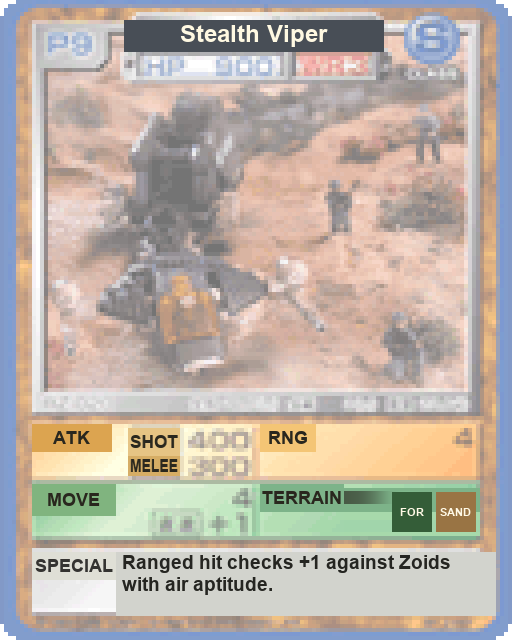 Stealth Viper
P9
S
HP 900
CLASS
ATK
SHOT 400
MELEE 300
RNG 4
MOVE 4
+1
TERRAIN
FOR SAND
SPECIAL
Ranged hit checks +1 against Zoids
with air aptitude.